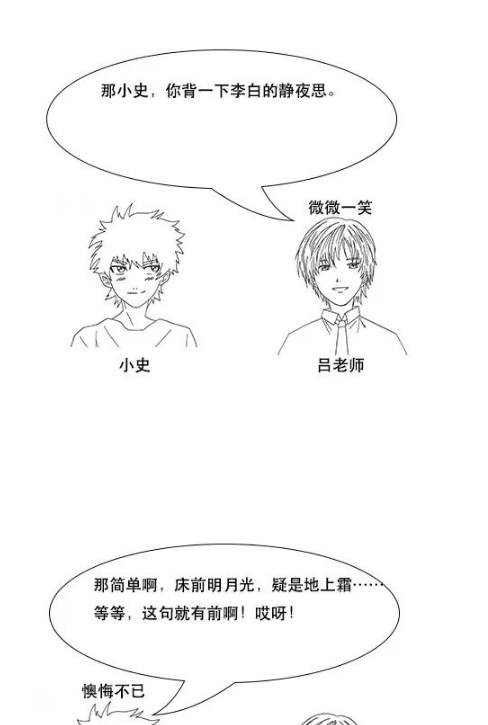 那小史，你背一下李白的静夜思。
微微一笑
小史
吕老师
那简单啊，床前明月光，疑是地上霜……
等等，这句就有前啊！哎呀！
懊悔不已